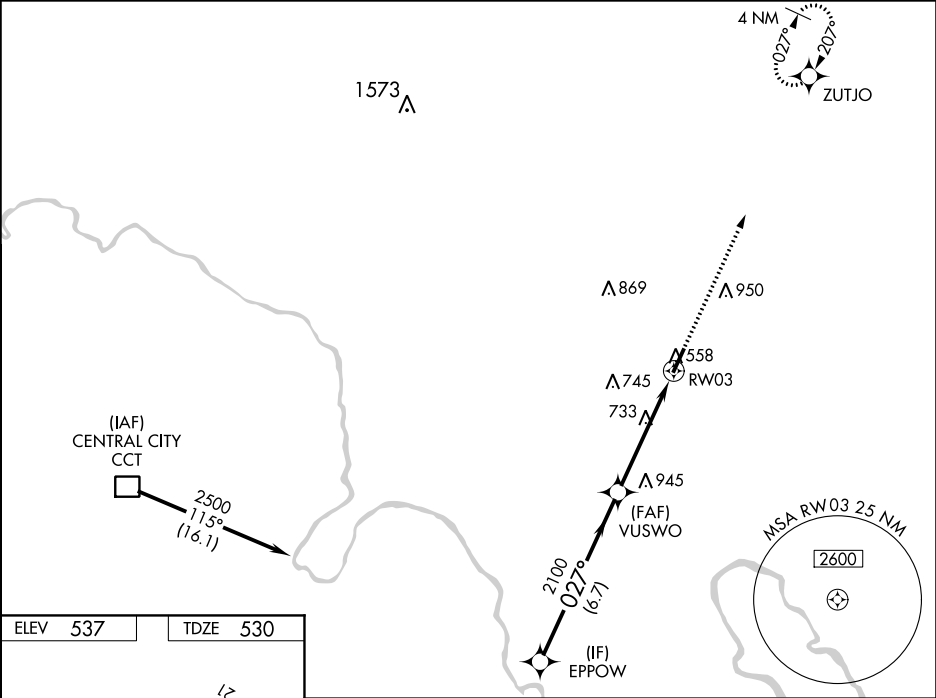 4 NM
027°
207°
ZUTJO
1573
869
950
558
RW03
745
733
(IAF)
CENTRAL CITY
CCT
2500
115°
(16.1)
945
(FAF)
VUSWO
MSA RW03 25 NM
2600
2100
027°
(6.7)
(IF)
EPPOW
ELEV 537
TDZE 530
21